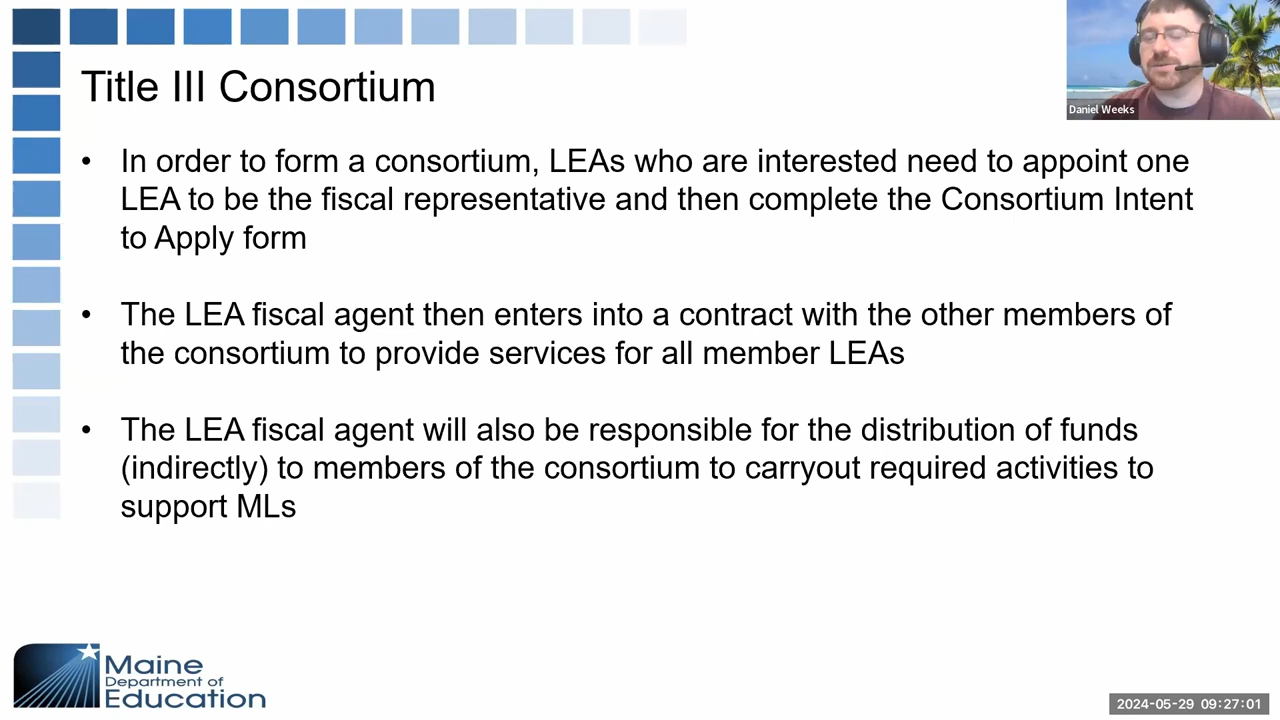 Title III Consortium
Daniel Weeks
• In order to form a consortium, LEAs who are interested need to appoint one
LEA to be the fiscal representative and then complete the Consortium Intent
to Apply form
• The LEA fiscal agent then enters into a contract with the other members of
the consortium to provide services for all member LEAs
• The LEA fiscal agent will also be responsible for the distribution of funds
(indirectly) to members of the consortium to carryout required activities to
support MLs
Maine
Department of
Education
2024-05-29 09:27:01